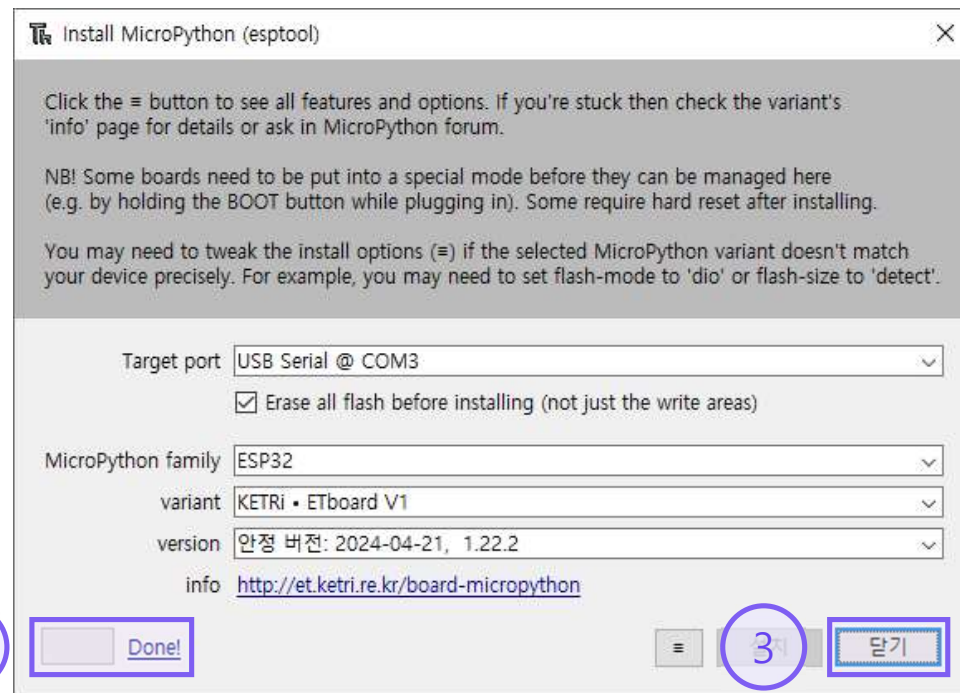 Install MicroPython (esptool)
Click the ≡ button to see all features and options. If you're stuck then check the variant's
'info' page for details or ask in MicroPython forum.
NB! Some boards need to be put into a special mode before they can be managed here
(e.g. by holding the BOOT button while plugging in). Some require hard reset after installing.
You may need to tweak the install options (≡) if the selected MicroPython variant doesn't match
your device precisely. For example, you may need to set flash-mode to 'dio' or flash-size to 'detect'.
Target port USB Serial @ COM3
Erase all flash before installing (not just the write areas)
MicroPython family ESP32
variant KETRi • ETboard V1
version 안정 버전: 2024-04-21, 1.22.2
info http://et.ketri.re.kr/board-micropython
Done! ≡ 3 닫기